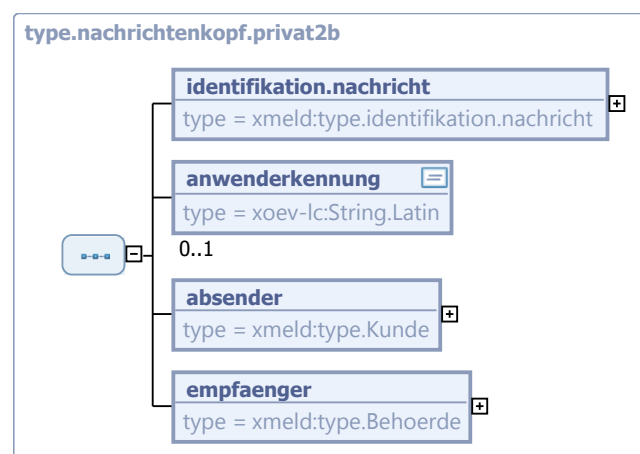 type.nachrichtenkopf.privat2b
identifikation.nachricht
type = xmeld:type.identifikation.nachricht
anwenderkennung
type = xoev-lc:String.Latin
0..1
absender
type = xmeld:type.Kunde
empfaenger
type = xmeld:type.Behoerde